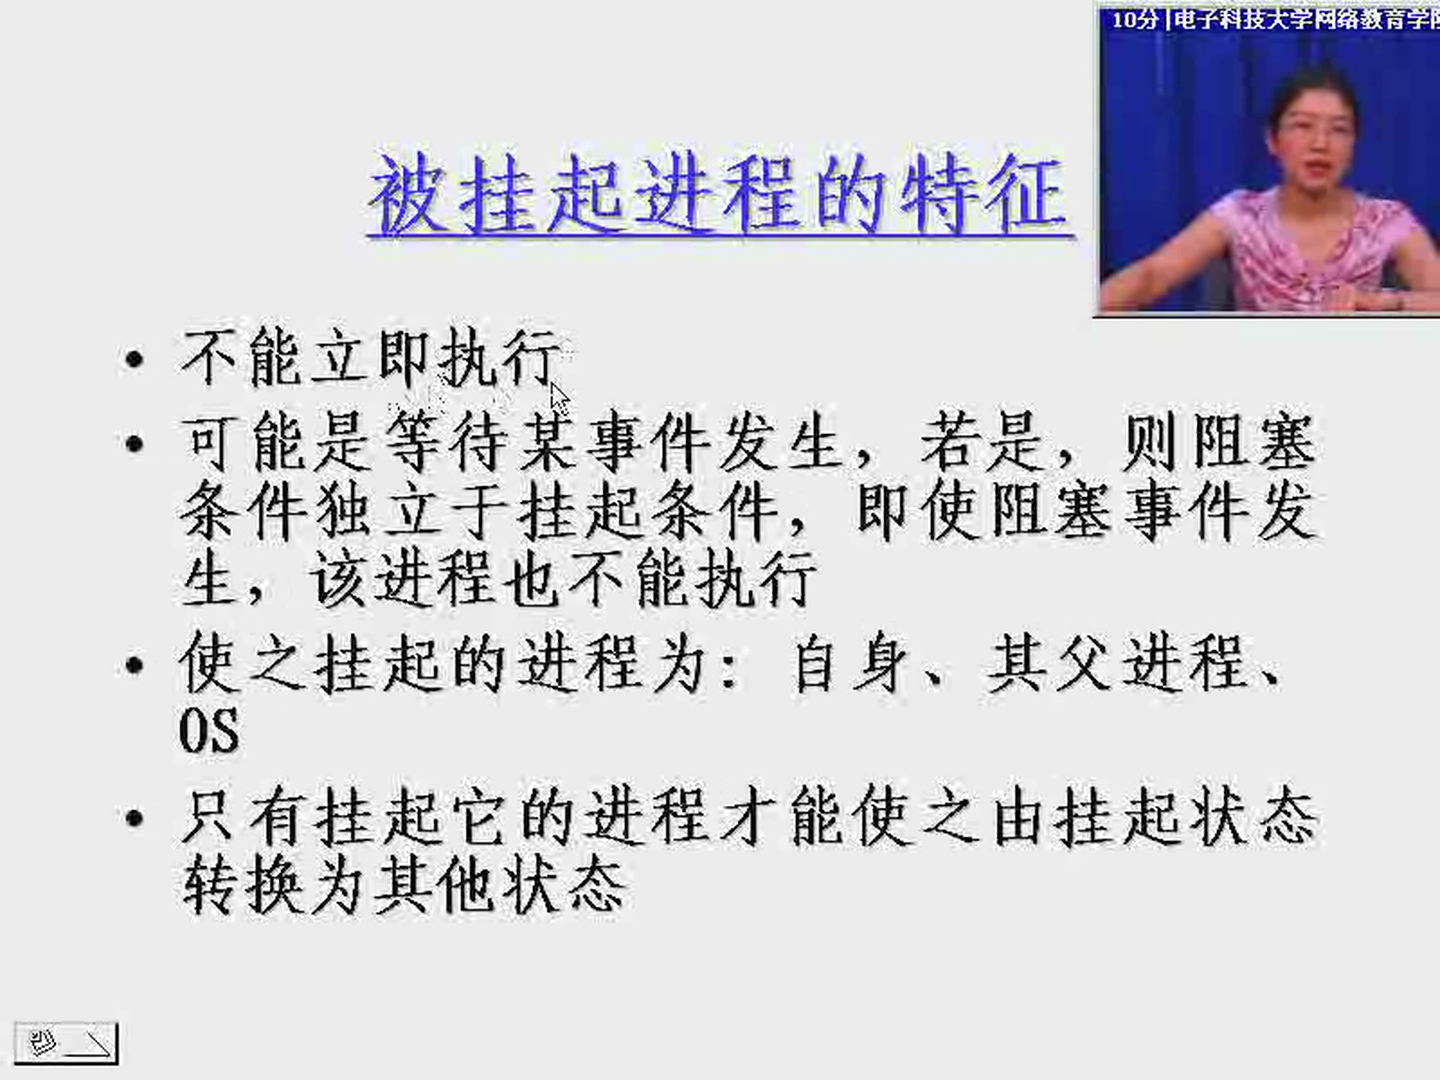 10分|电子科技大学网络教育学院
被挂起进程的特征
• 不能立即执行
• 可能是等待某事件发生，若是，则阻塞
条件独立于挂起条件，即使阻塞事件发
生，该进程也不能执行
• 使之挂起的进程为：自身、其父进程、
OS
• 只有挂起它的进程才能使之由挂起状态
转换为其他状态